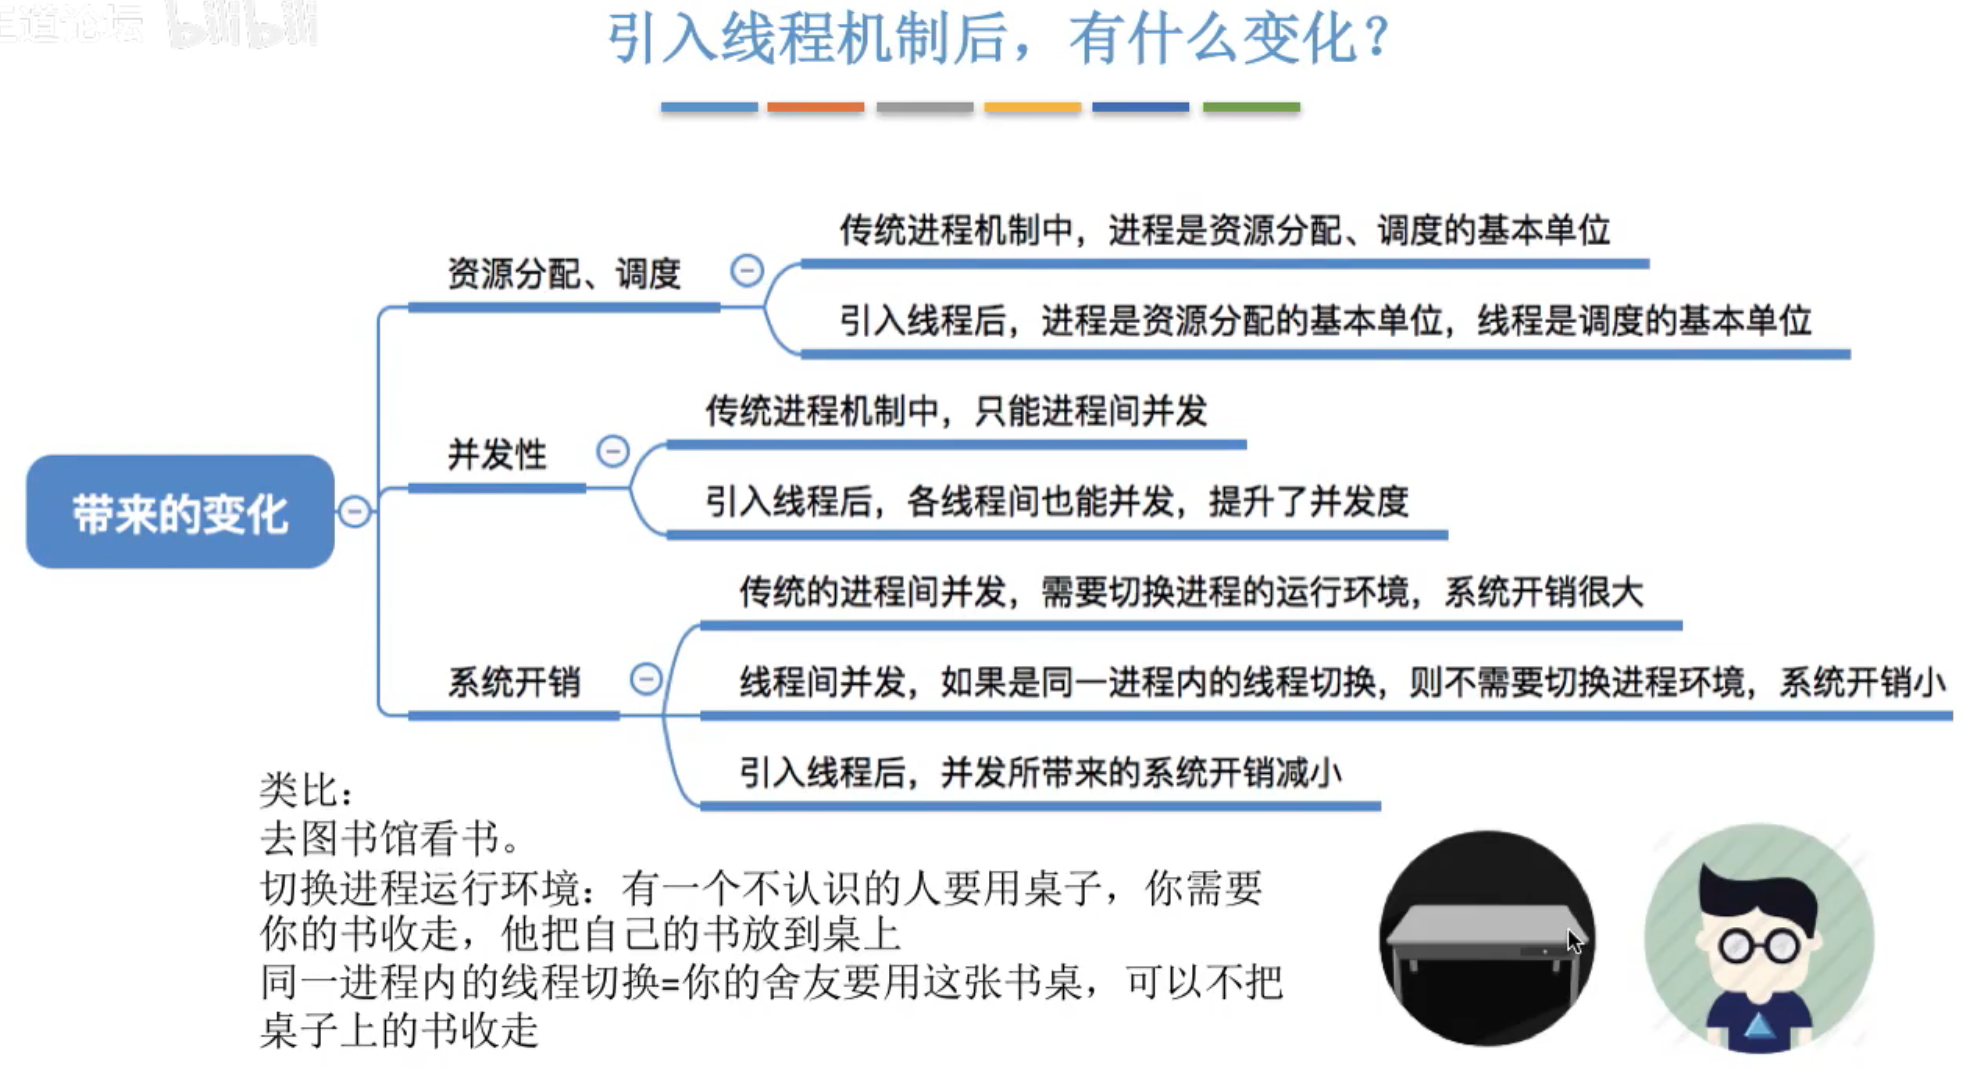 王道论坛 bilibili
引入线程机制后，有什么变化？
传统进程机制中，进程是资源分配、调度的基本单位
资源分配、调度
引入线程后，进程是资源分配的基本单位，线程是调度的基本单位
传统进程机制中，只能进程间并发
并发性
引入线程后，各线程间也能并发，提升了并发度
带来的变化
传统的进程间并发，需要切换进程的运行环境，系统开销很大
系统开销
线程间并发，如果是同一进程内的线程切换，则不需要切换进程环境，系统开销小
引入线程后，并发所带来的系统开销减小
类比：
去图书馆看书。
切换进程运行环境：有一个不认识的人要用桌子，你需要
你的书收走，他把自己的书放到桌上
同一进程内的线程切换=你的舍友要用这张书桌，可以不把
桌子上的书收走